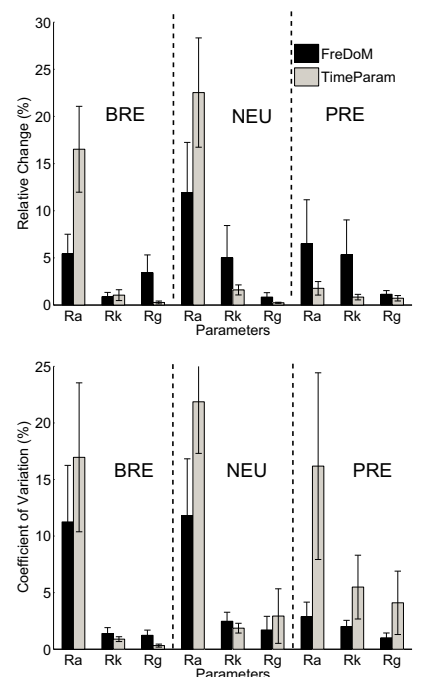 30
25
20
15
10
5
0
Relative Change (%)
FreDoM
TimeParam
BRE
NEU
PRE
Ra Rk Rg Ra Rk Rg Ra Rk Rg
Parameters
25
20
15
10
5
0
Coefficient of Variation (%)
BRE
NEU
PRE
Ra Rk Rg Ra Rk Rg Ra Rk Rg
Parameters